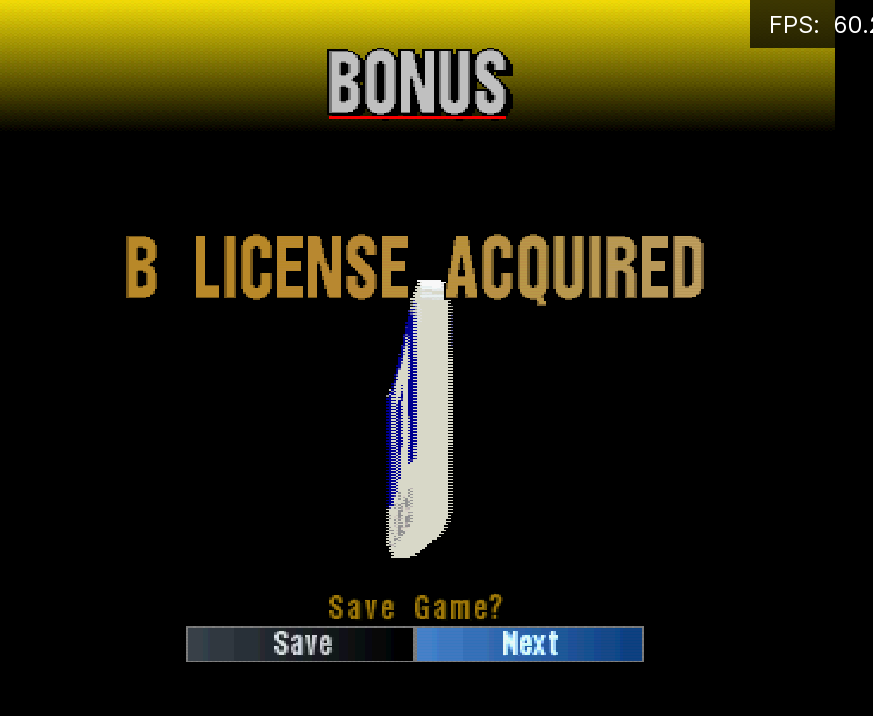 FPS: 60.2
BONUS
B LICENSE ACQUIRED
Save Game?
Save Next